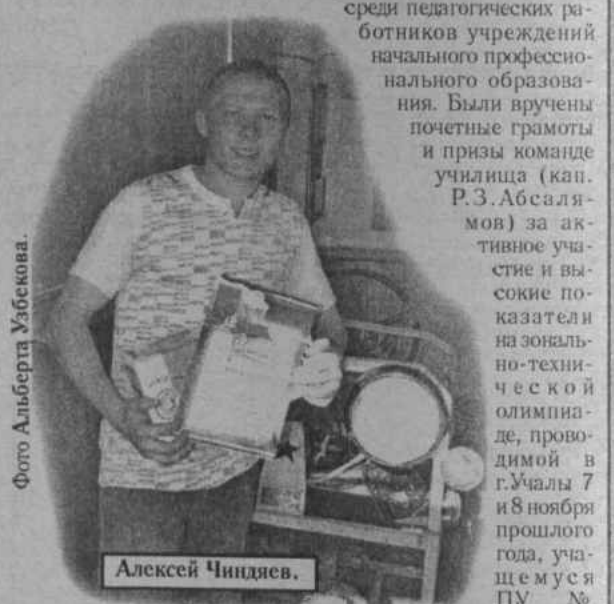 среди педагогических ра-
ботников учреждений
начального профессио-
нального образова-
ния. Были вручены
почетные грамоты
и призы команде
училища (кап.
Р.З.Абсаля-
мов) за ак-
тивное уча-
стие и вы-
сокие по-
казатели
на зональ-
но-техни-
ческой
олимпиа-
де, прово-
димой в
г.Учалы 7
и 8 ноября
прошлого
года, уча-
щемуся
ПУ №
Фото Альберта Узбекова.
Алексей Чиндяев.